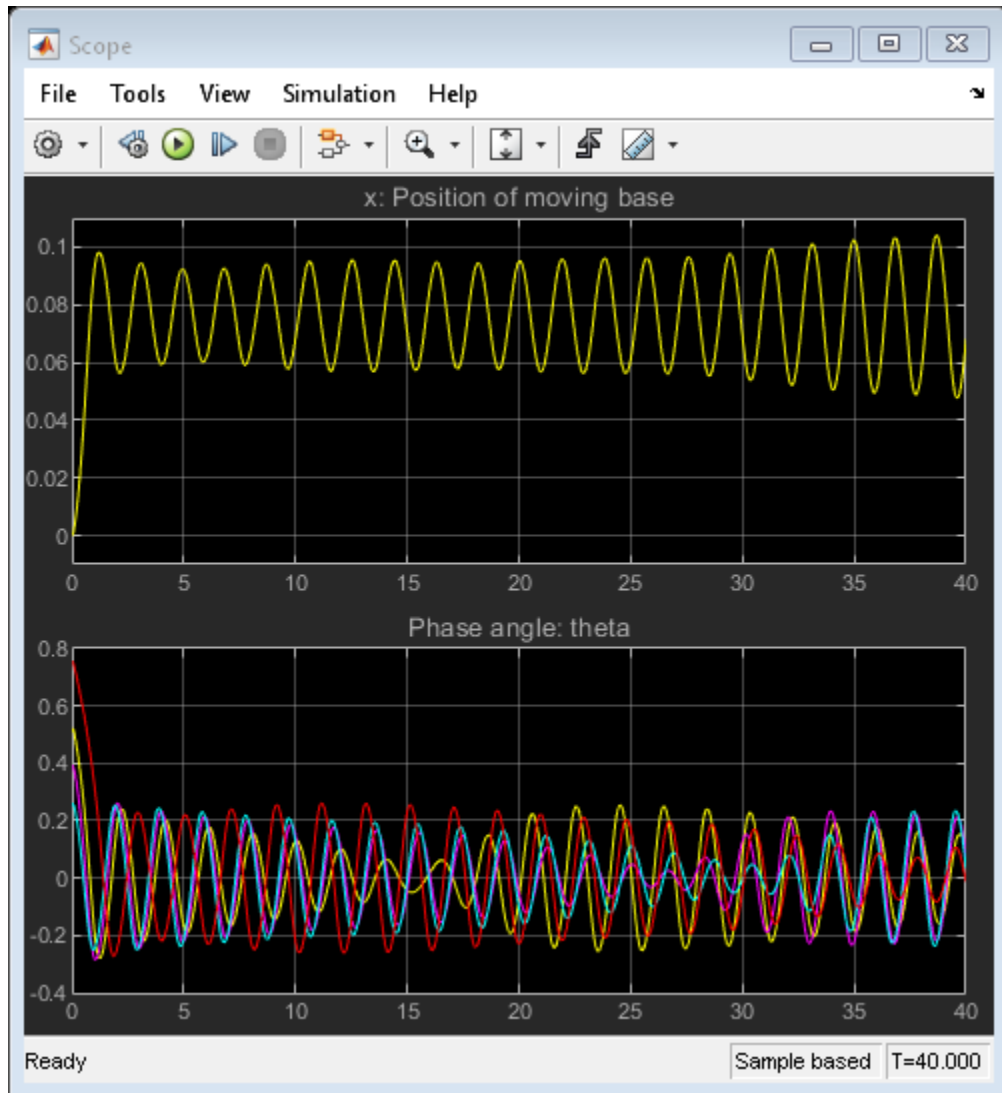 Scope
File Tools View Simulation Help
x: Position of moving base
0.1
0.08
0.06
0.04
0.02
0
0 5 10 15 20 25 30 35 40
Phase angle: theta
0.8
0.6
0.4
0.2
0
-0.2
-0.4
0 5 10 15 20 25 30 35 40
Ready Sample based T=40.000